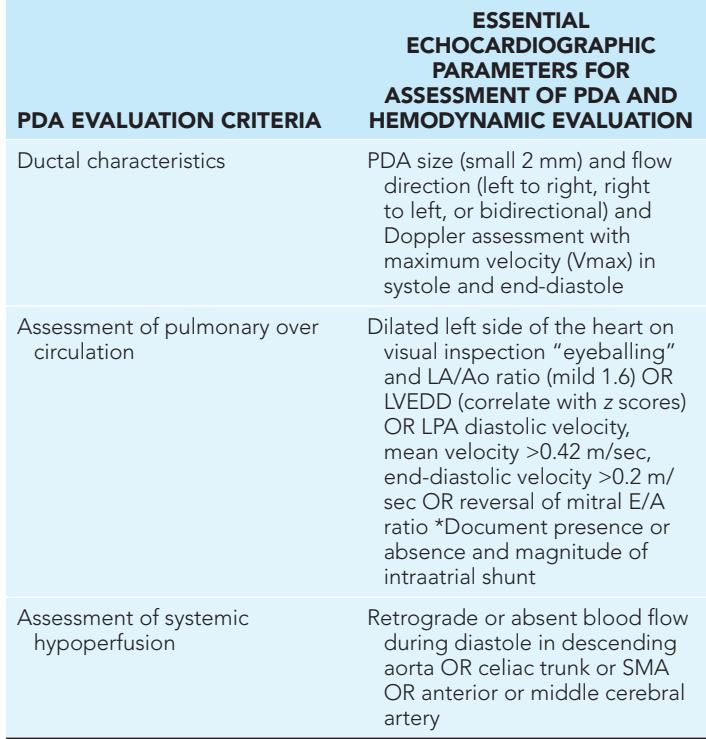 PDA EVALUATION CRITERIA
ESSENTIAL
ECHOCARDIOGRAPHIC
PARAMETERS FOR
ASSESSMENT OF PDA AND
HEMODYNAMIC EVALUATION
Ductal characteristics
PDA size (small 2 mm) and flow
direction (left to right, right
to left, or bidirectional) and
Doppler assessment with
maximum velocity (Vmax) in
systole and end-diastole
Assessment of pulmonary over
circulation
Dilated left side of the heart on
visual inspection “eyeballing”
and LA/Ao ratio (mild 1.6) OR
LVEDD (correlate with z scores)
OR LPA diastolic velocity,
mean velocity >0.42 m/sec,
end-diastolic velocity >0.2 m/
sec OR reversal of mitral E/A
ratio *Document presence or
absence and magnitude of
intraatrial shunt
Assessment of systemic
hypoperfusion
Retrograde or absent blood flow
during diastole in descending
aorta OR celiac trunk or SMA
OR anterior or middle cerebral
artery